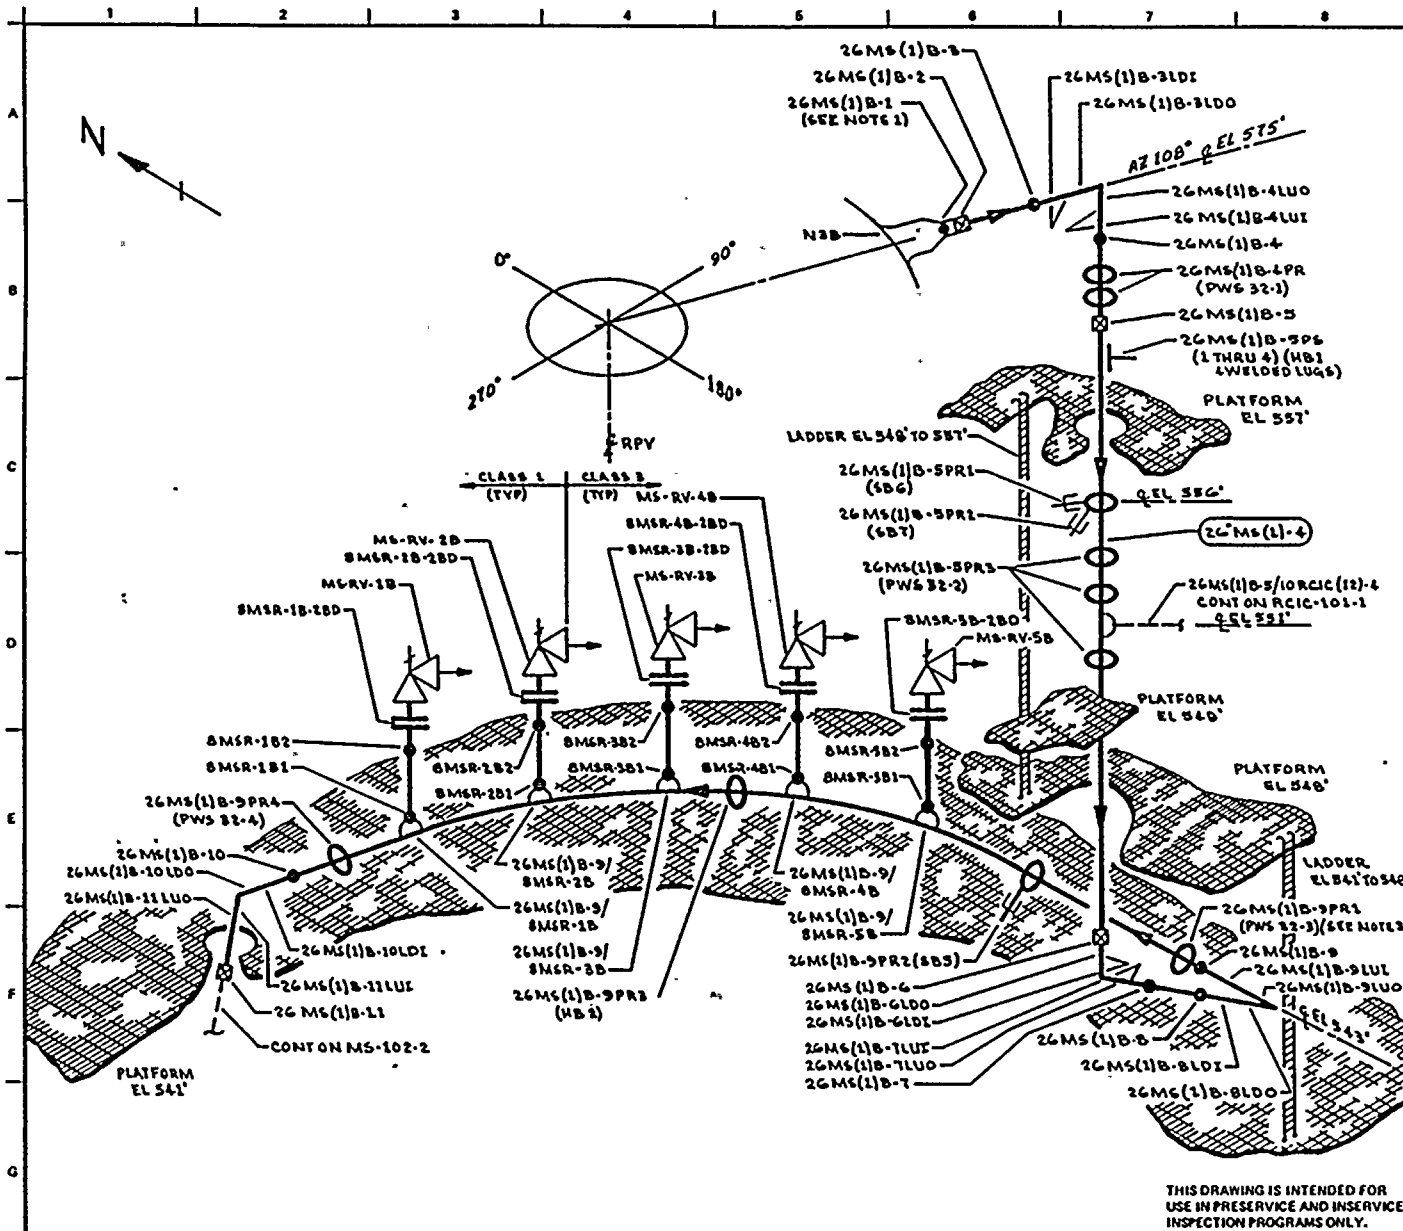 1 2 3 4 5 6 7 8
A
B
C
D
E
F
G
N
26MS(1)B-3
26MS(1)B-2
26MS(1)B-1
(SEE NOTE 1)
26MS(1)B-3LDI
26MS(1)B-3LDO
AZ 108° ℄ EL 575'
26MS(1)B-4LUO
26MS(1)B-4LUI
26MS(1)B-4
26MS(1)B-4PR
(PWS 32-1)
26MS(1)B-5
26MS(1)B-5PS
(1 THRU 4) (HB1
4 WELDED LUGS)
N3B
0°
90°
270°
180°
℄ RPV
PLATFORM
EL 557'
LADDER EL 548' TO 557'
CLASS 1
(TYP)
CLASS 3
(TYP)
26MS(1)B-5PR1
(SB6)
℄ EL 556'
26MS(1)B-5PR2
(SB7)
26"MS(1)-4
26MS(1)B-5PR3
(PWS 32-2)
26MS(1)B-5/10RCIC(12)-4
CONT ON RCIC-101-1
℄ EL 551'
MS-RV-4B
8MSR-4B-2BD
MS-RV-2B
8MSR-2B-2BD
8MSR-3B-2BD
MS-RV-3B
MS-RV-1B
8MSR-1B-2BD
8MSR-5B-2BD
MS-RV-5B
PLATFORM
EL 548'
8MSR-1B2
8MSR-1B1
8MSR-2B2
8MSR-2B1
8MSR-3B2
8MSR-3B1
8MSR-4B2
8MSR-4B1
8MSR-5B2
8MSR-5B1
PLATFORM
EL 548'
26MS(1)B-9PR4
(PWS 32-4)
26MS(1)B-10
26MS(1)B-10LDO
26MS(1)B-11LUO
26MS(1)B-9/
8MSR-2B
26MS(1)B-9/
8MSR-1B
26MS(1)B-9/
8MSR-3B
26MS(1)B-9PR3
(HB2)
26MS(1)B-9/
8MSR-4B
26MS(1)B-9/
8MSR-5B
26MS(1)B-9PR2(SB5)
LADDER
EL 541' TO 548
26MS(1)B-9PR1
(PWS 32-3)(SEE NOTE 3
26MS(1)B-9
26MS(1)B-9LUI
26MS(1)B-9LUO
℄ EL 543'
26MS(1)B-10LDI
26MS(1)B-11LUI
26MS(1)B-11
CONT ON MS-102-2
PLATFORM
EL 541'
26MS(1)B-6
26MS(1)B-6LDO
26MS(1)B-6LDI
26MS(1)B-7LUI
26MS(1)B-7LUO
26MS(1)B-7
26MS(1)B-8
26MS(1)B-8LDI
26MS(1)B-8LDO
THIS DRAWING IS INTENDED FOR
USE IN PRESERVICE AND INSERVICE
INSPECTION PROGRAMS ONLY.